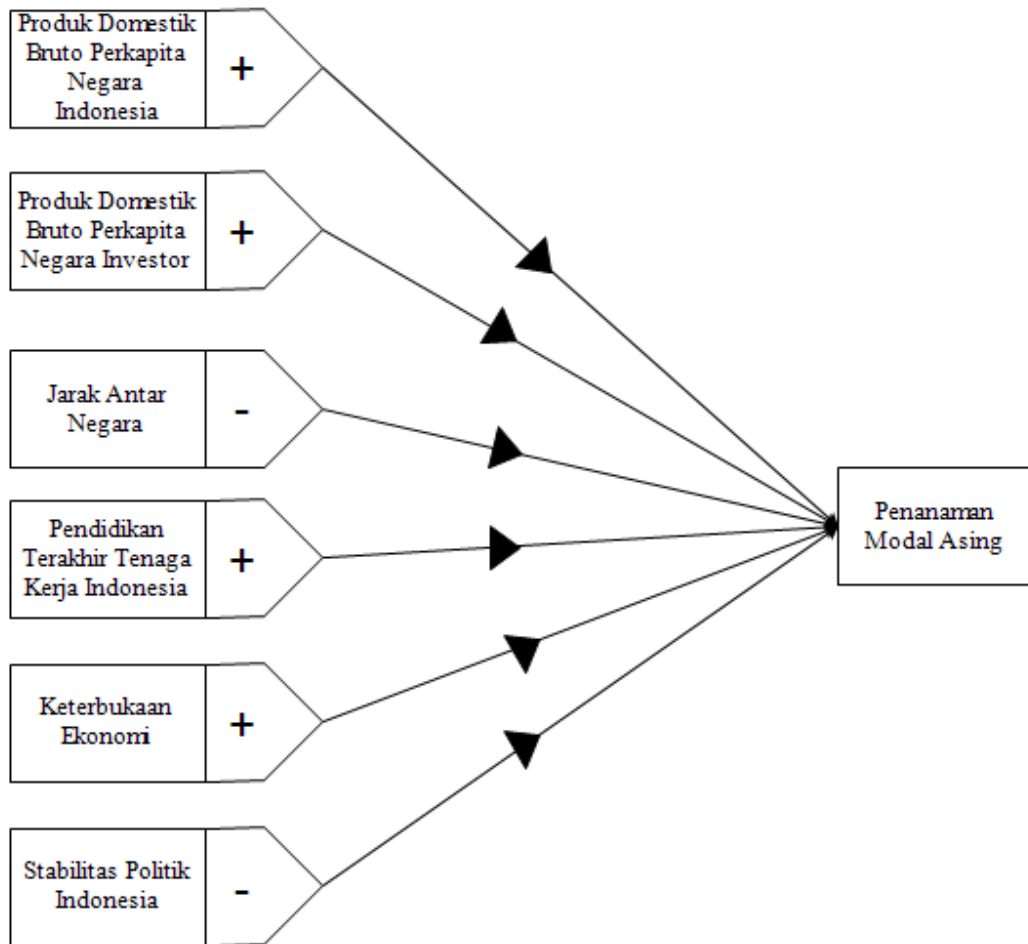 Produk Domestik
Bruto Perkapita
Negara
Indonesia
+
Produk Domestik
Bruto Perkapita
Negara Investor
+
Jarak Antar
Negara
-
Pendidikan
Terakhir Tenaga
Kerja Indonesia
+
Keterbukaan
Ekonomi
+
Stabilitas Politik
Indonesia
-
Penanaman
Modal Asing